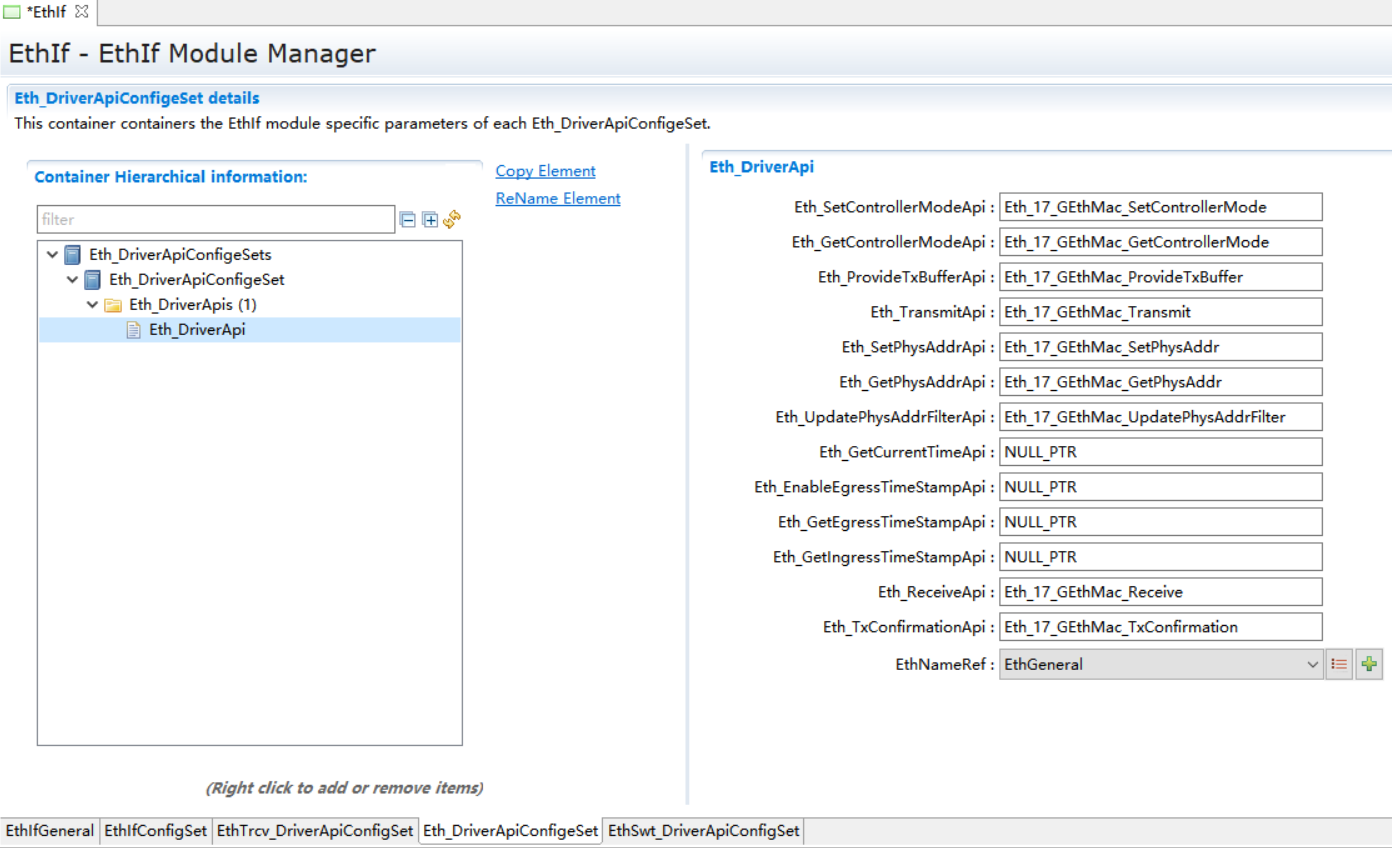 *EthIf
EthIf - EthIf Module Manager
Eth_DriverApiConfigeSet details
This container containers the EthIf module specific parameters of each Eth_DriverApiConfigeSet.
Container Hierarchical information:
filter
Eth_DriverApiConfigeSets
Eth_DriverApiConfigeSet
Eth_DriverApis (1)
Eth_DriverApi
(Right click to add or remove items)
Copy Element
ReName Element
Eth_DriverApi
Eth_SetControllerModeApi : Eth_17_GEthMac_SetControllerMode
Eth_GetControllerModeApi : Eth_17_GEthMac_GetControllerMode
Eth_ProvideTxBufferApi : Eth_17_GEthMac_ProvideTxBuffer
Eth_TransmitApi : Eth_17_GEthMac_Transmit
Eth_SetPhysAddrApi : Eth_17_GEthMac_SetPhysAddr
Eth_GetPhysAddrApi : Eth_17_GEthMac_GetPhysAddr
Eth_UpdatePhysAddrFilterApi : Eth_17_GEthMac_UpdatePhysAddrFilter
Eth_GetCurrentTimeApi : NULL_PTR
Eth_EnableEgressTimeStampApi : NULL_PTR
Eth_GetEgressTimeStampApi : NULL_PTR
Eth_GetIngressTimeStampApi : NULL_PTR
Eth_ReceiveApi : Eth_17_GEthMac_Receive
Eth_TxConfirmationApi : Eth_17_GEthMac_TxConfirmation
EthNameRef : EthGeneral
EthIfGeneral EthIfConfigSet EthTrcv_DriverApiConfigSet Eth_DriverApiConfigeSet EthSwt_DriverApiConfigSet